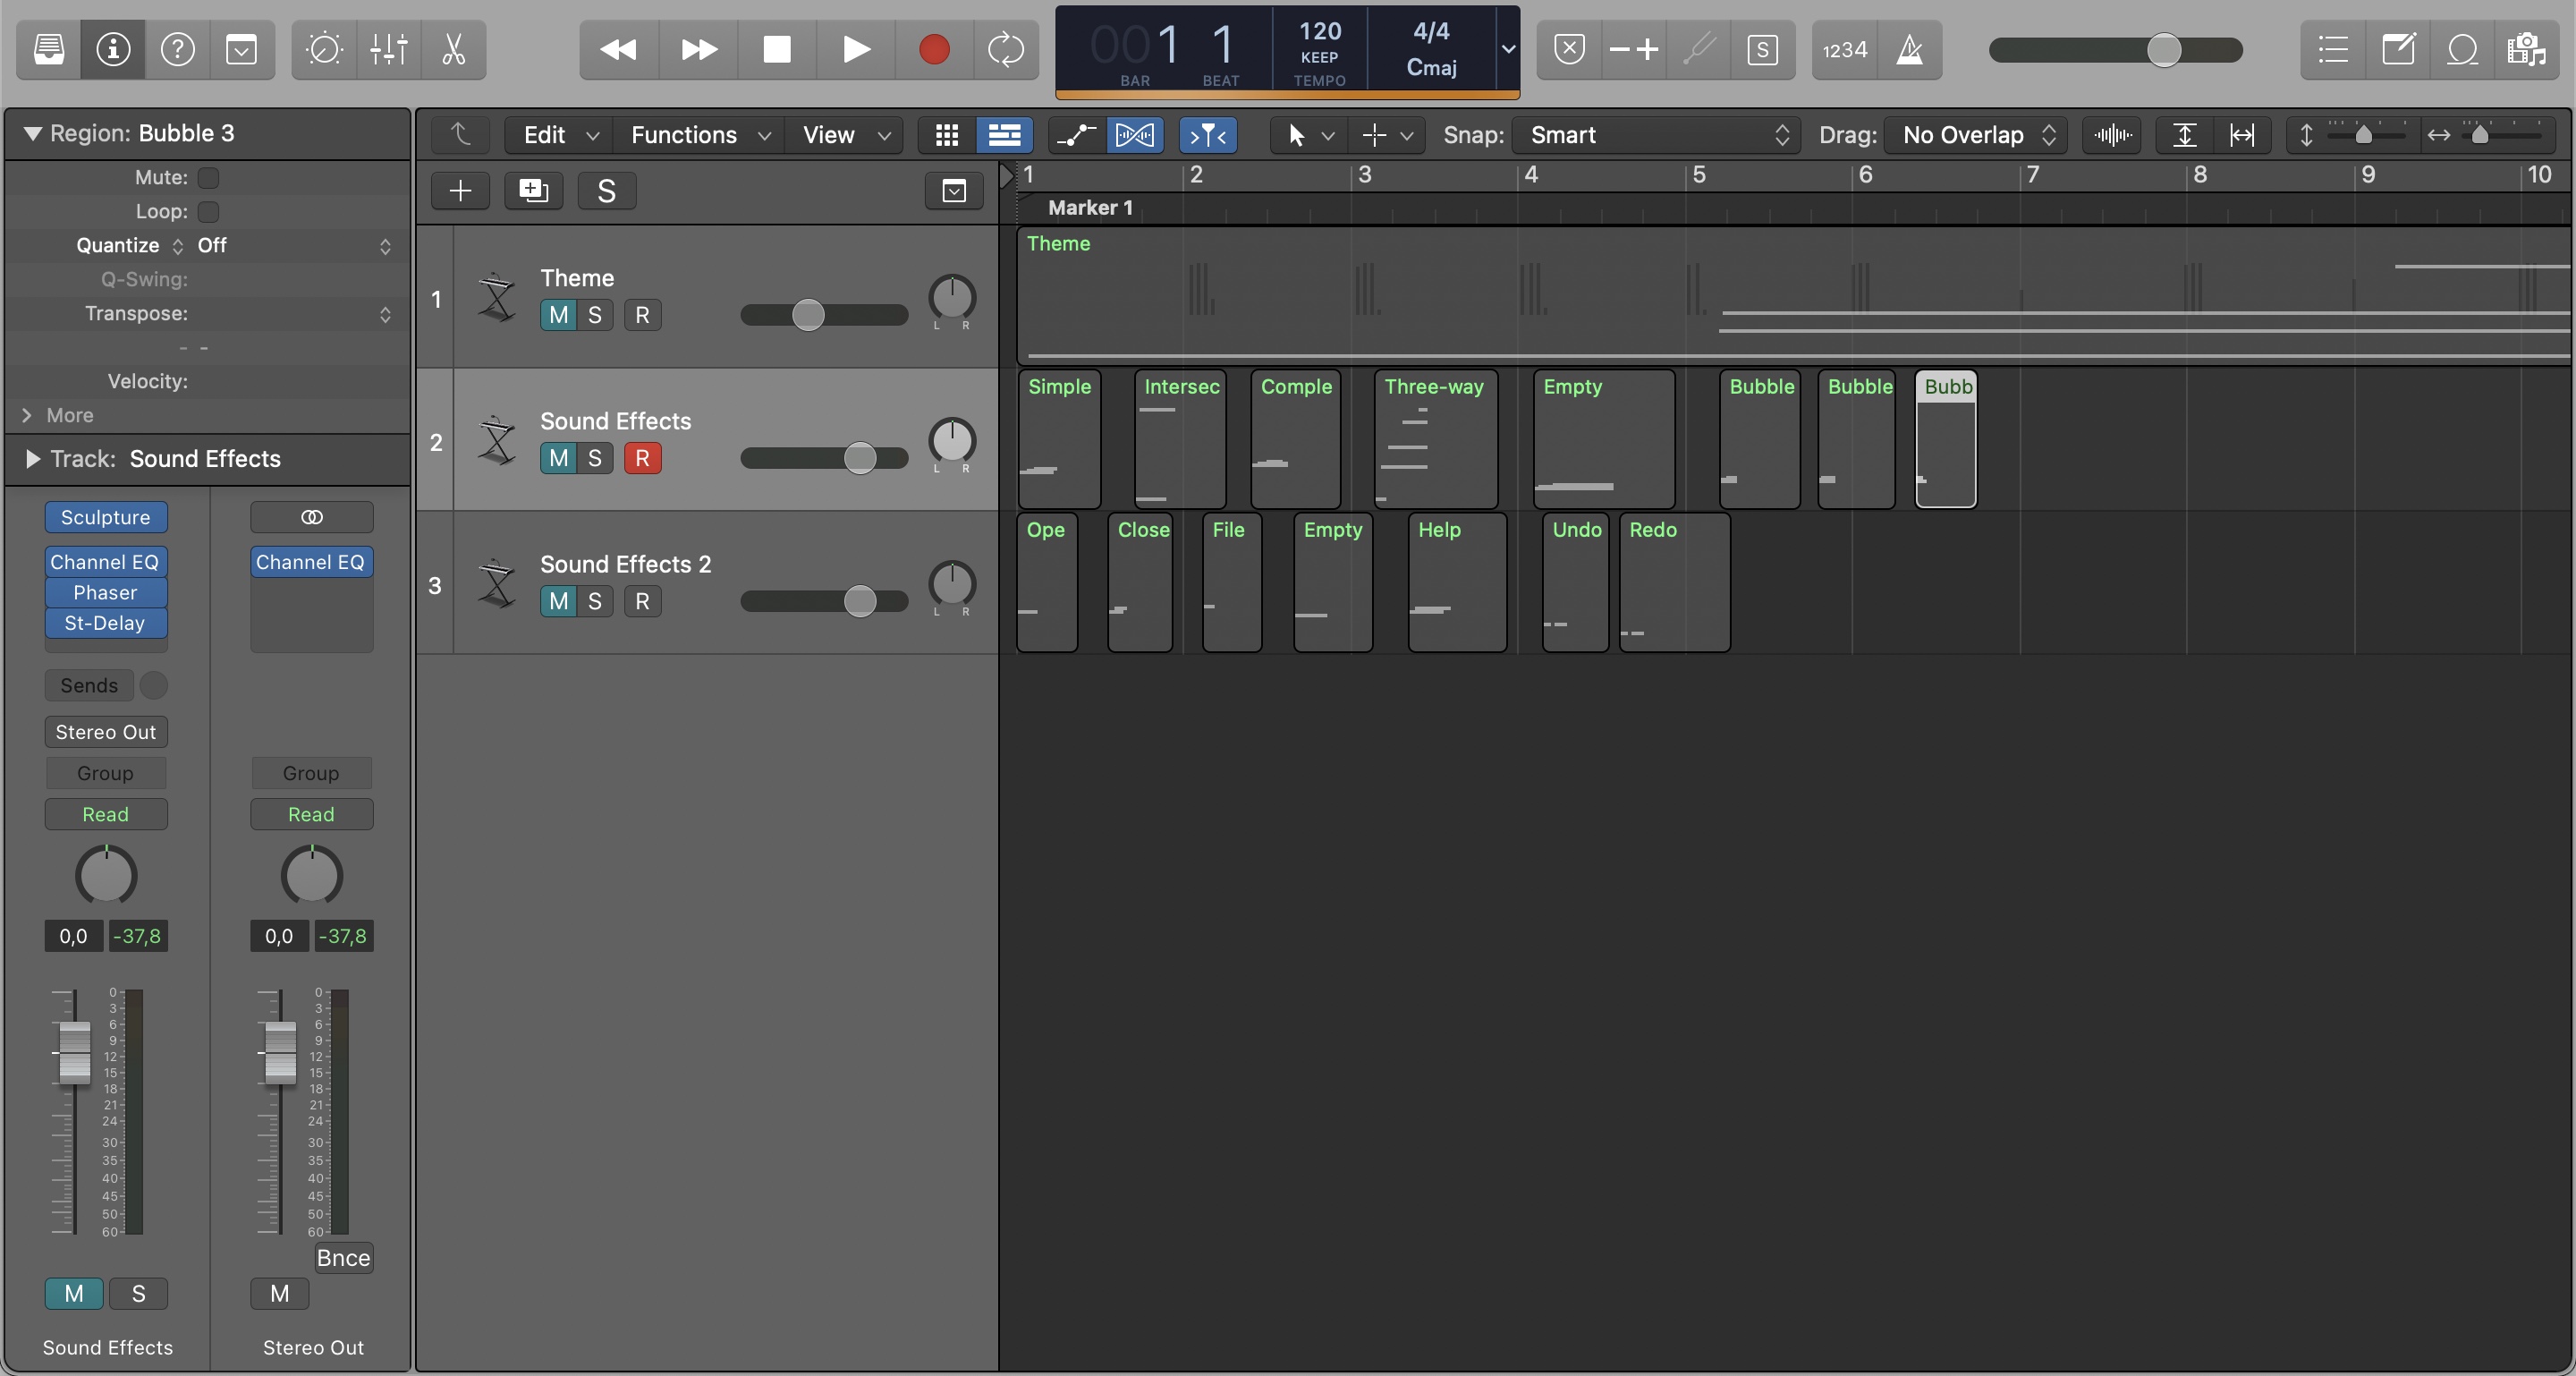 001 1
BAR BEAT
120
KEEP
TEMPO
4/4
Cmaj
S
1234
Region: Bubble 3
Mute:
Loop:
Quantize Off
Q-Swing:
Transpose:
- -
Velocity:
More
Track: Sound Effects
Edit Functions View Snap: Smart Drag: No Overlap
S
1 2 3 4 5 6 7 8 9 10
Marker 1
1 Theme
M S R
L R
Theme
2 Sound Effects
M S R
L R
Simple Intersec Comple Three-way Empty Bubble Bubble Bubb
3 Sound Effects 2
M S R
L R
Ope Close File Empty Help Undo Redo
Sculpture
Channel EQ
Phaser
St-Delay
Sends
Stereo Out
Group
Read
0,0 -37,8
0
3
6
9
12
15
18
21
24
30
35
40
45
50
60
M S
Sound Effects
Channel EQ
Group
Read
0,0 -37,8
0
3
6
9
12
15
18
21
24
30
35
40
45
50
60
Bnce
M
Stereo Out